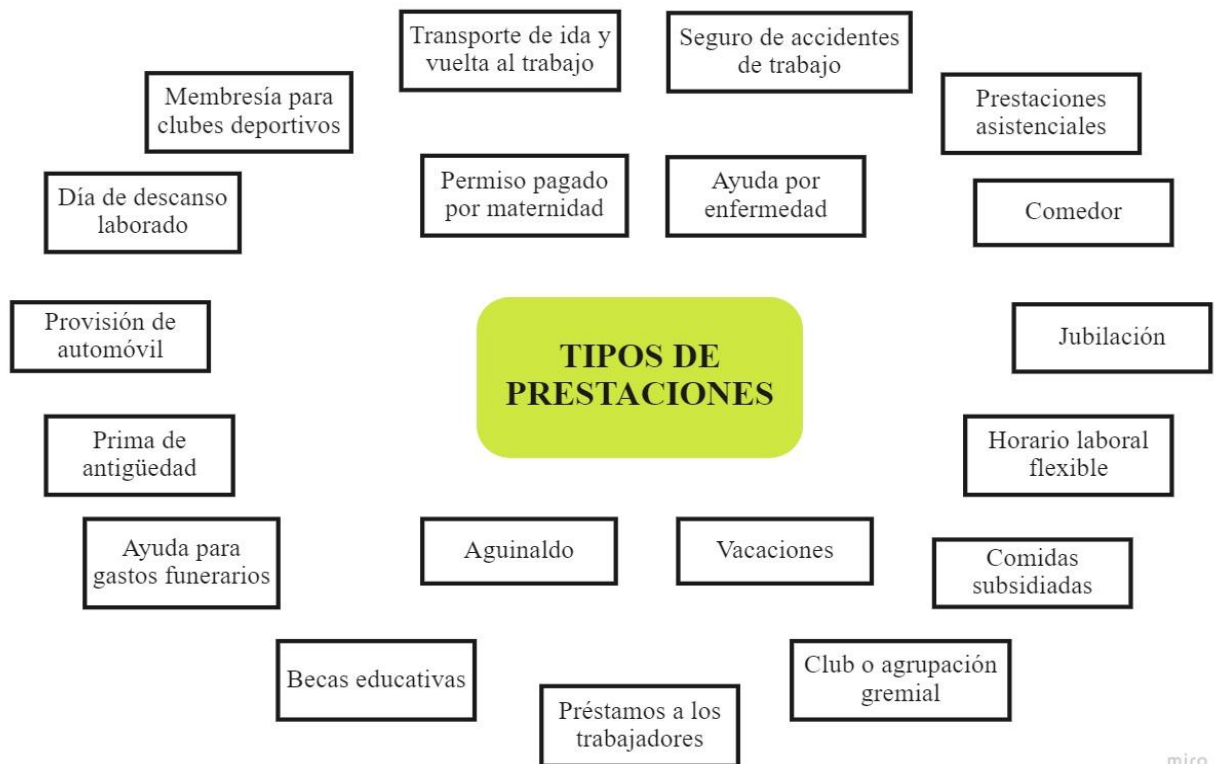 Transporte de ida y
vuelta al trabajo
Seguro de accidentes
de trabajo
Membresía para
clubes deportivos
Prestaciones
asistenciales
Día de descanso
laborado
Permiso pagado
por maternidad
Ayuda por
enfermedad
Comedor
Provisión de
automóvil
TIPOS DE
PRESTACIONES
Jubilación
Prima de
antigüedad
Horario laboral
flexible
Ayuda para
gastos funerarios
Aguinaldo
Vacaciones
Comidas
subsidiadas
Becas educativas
Club o agrupación
gremial
Préstamos a los
trabajadores
miro